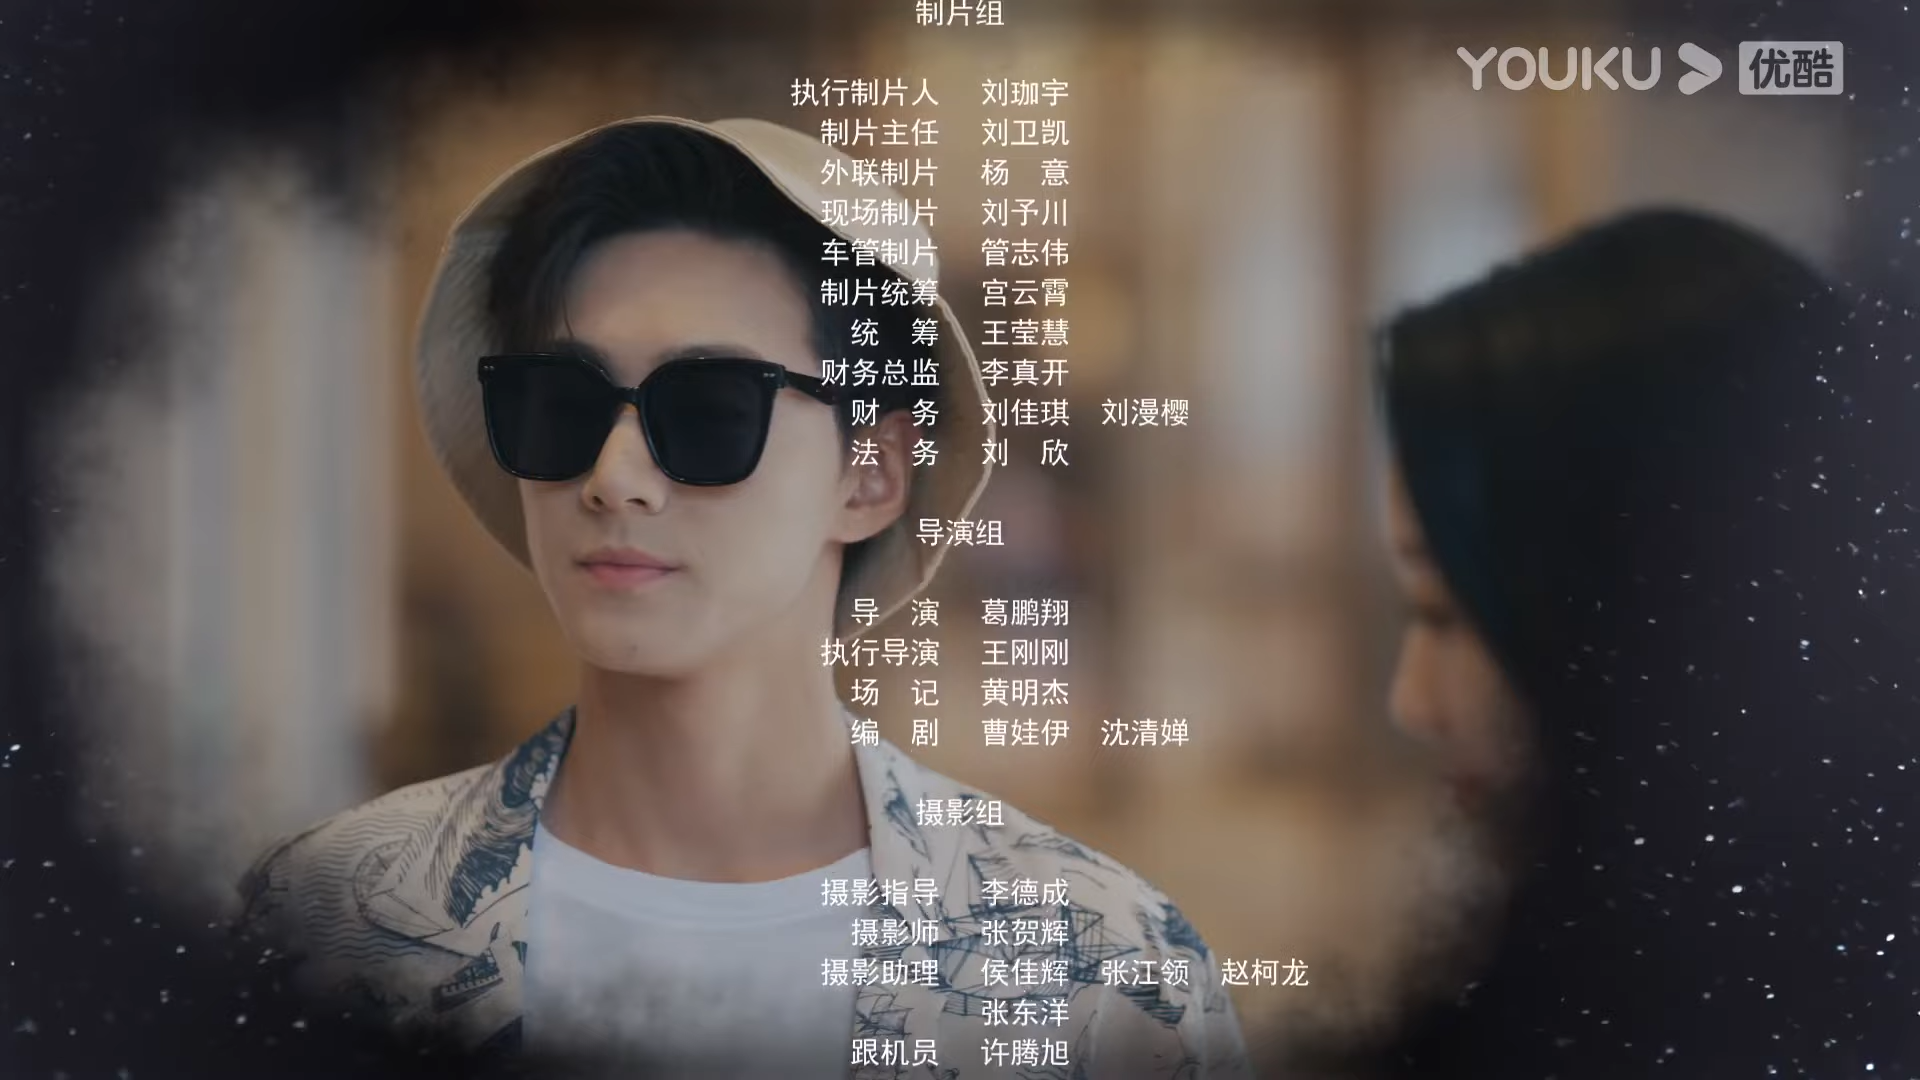 制片组
YOUKU 优酷
执行制片人 刘珈宇
制片主任 刘卫凯
外联制片 杨 意
现场制片 刘予川
车管制片 管志伟
制片统筹 宫云霄
统 筹 王莹慧
财务总监 李真开
财 务 刘佳琪 刘漫樱
法 务 刘 欣
导演组
导 演 葛鹏翔
执行导演 王刚刚
场 记 黄明杰
编 剧 曹娃伊 沈清婵
摄影组
摄影指导 李德成
摄影师 张贺辉
摄影助理 侯佳辉 张江领 赵柯龙
张东洋
跟机员 许腾旭